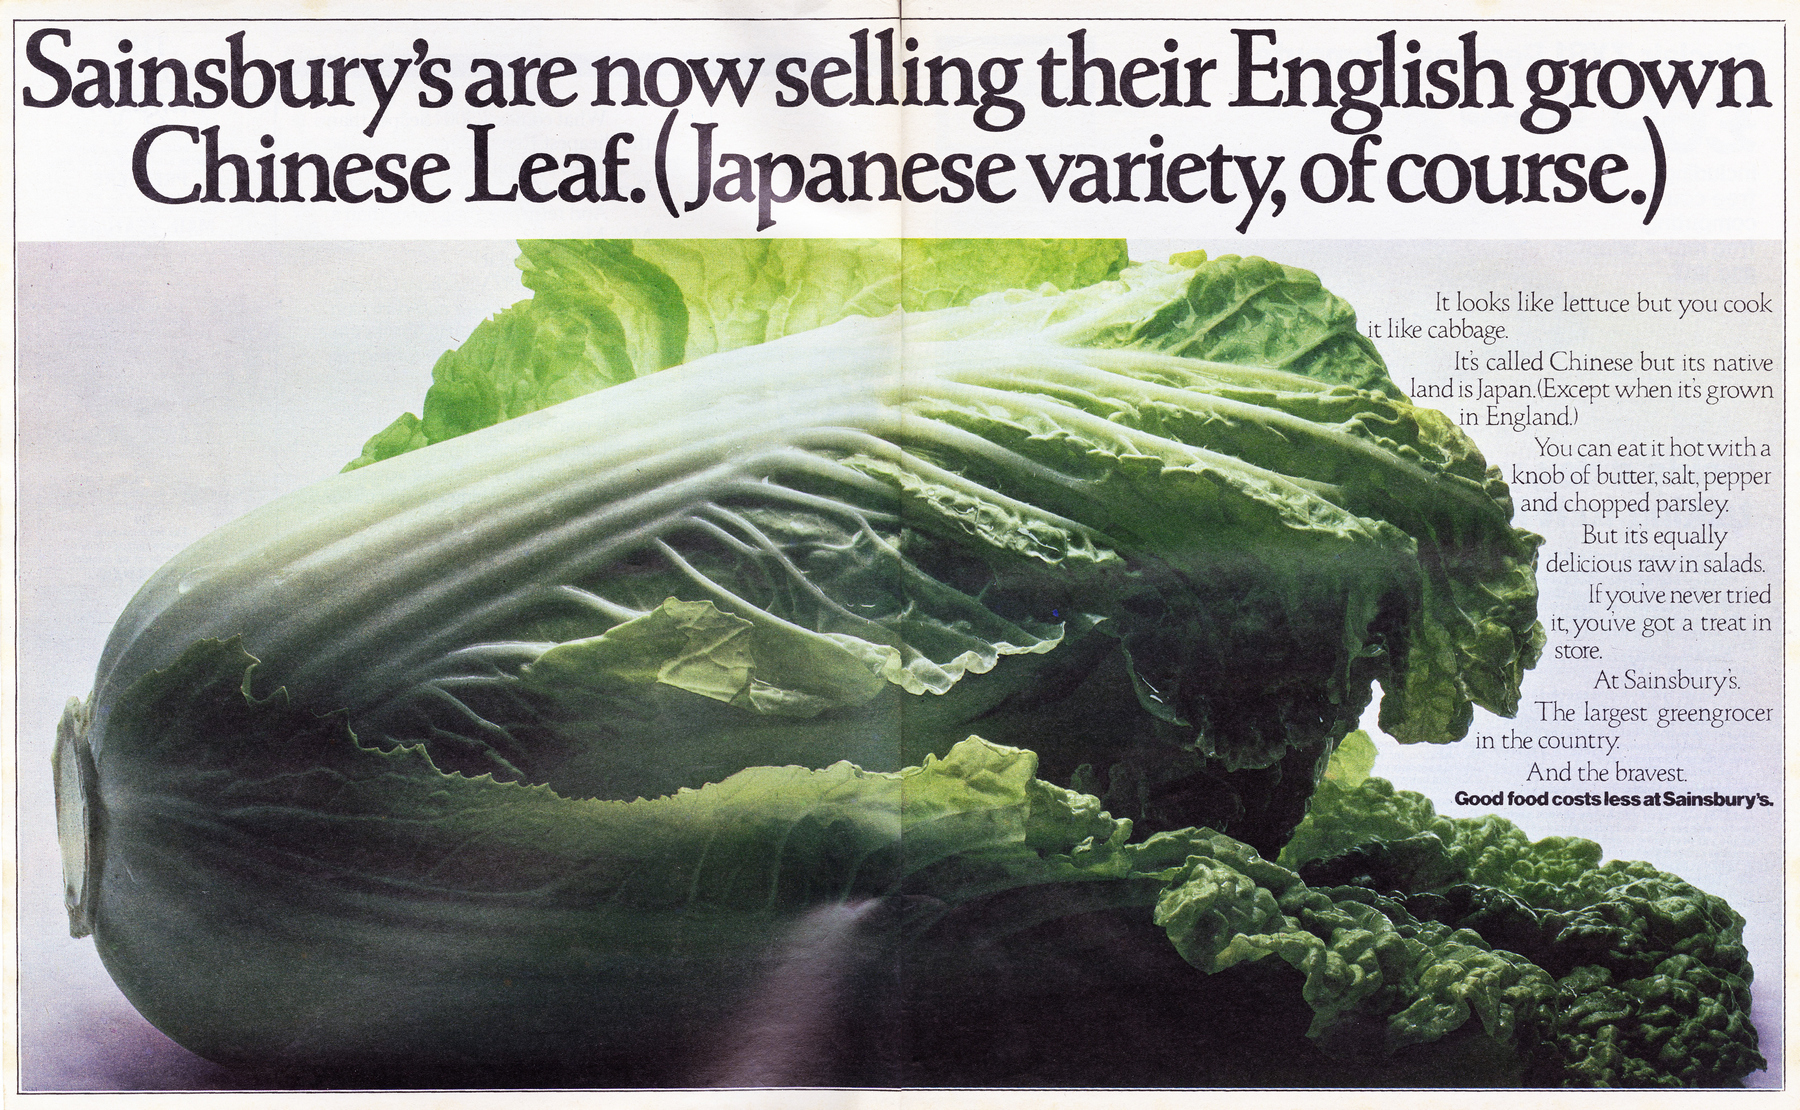 Sainsbury's are now selling their English grown
Chinese Leaf. (Japanese variety, of course.)
It looks like lettuce but you cook
it like cabbage.
It's called Chinese but its native
land is Japan. (Except when it's grown
in England.)
You can eat it hot with a
knob of butter, salt, pepper
and chopped parsley.
But it's equally
delicious raw in salads.
If you've never tried
it, you've got a treat in
store.
At Sainsbury's.
The largest greengrocer
in the country.
And the bravest.
Good food costs less at Sainsbury's.